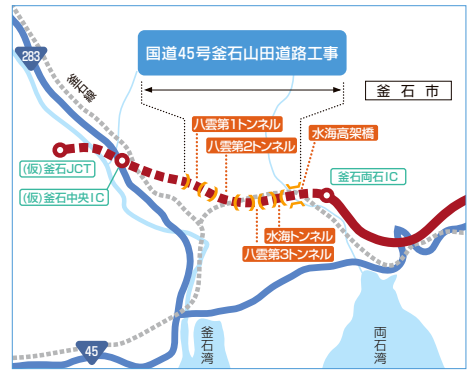 国道45号釜石山田道路工事
283
釜石線
釜石市
八雲第1トンネル
八雲第2トンネル
水海高架橋
(仮)釜石JCT
(仮)釜石中央IC
釜石両石IC
水海トンネル
八雲第3トンネル
45
釜石湾
両石湾